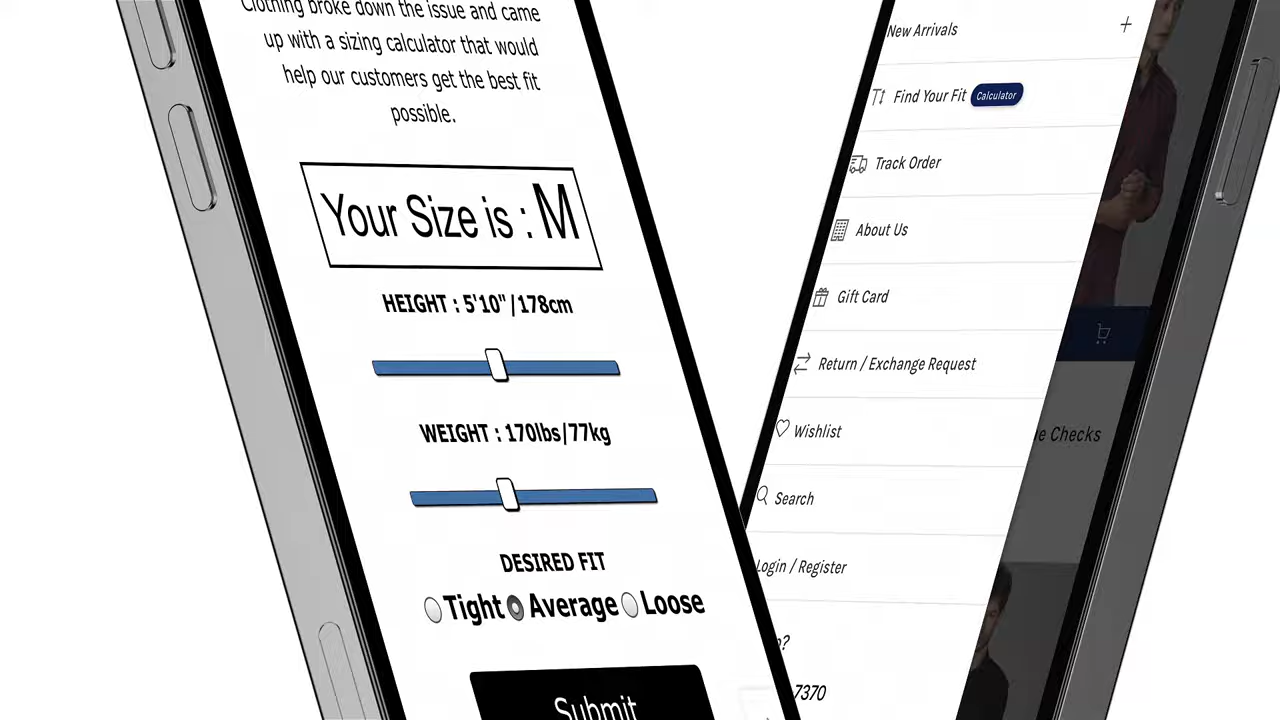 Clothing broke down the issue and came
up with a sizing calculator that would
help our customers get the best fit
possible.
Your Size is : M
HEIGHT : 5'10"/178cm
WEIGHT : 170lbs/77kg
DESIRED FIT
Tight Average Loose
Submit
New Arrivals +
Find Your Fit Calculator
Track Order
About Us
Gift Card
Return / Exchange Request
Wishlist
Search
Login / Register
?
7370
Checks